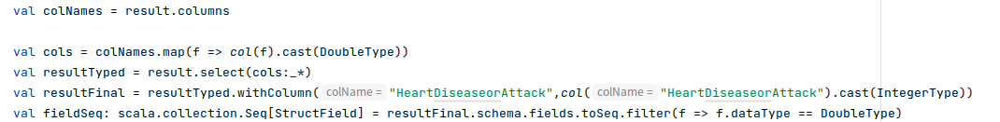 val colNames = result.columns
val cols = colNames.map(f => col(f).cast(DoubleType))
val resultTyped = result.select(cols:_*)
val resultFinal = resultTyped.withColumn( colName = "HeartDiseaseorAttack",col( colName = "HeartDiseaseorAttack").cast(IntegerType))
val fieldSeq: scala.collection.Seq[StructField] = resultFinal.schema.fields.toSeq.filter(f => f.dataType == DoubleType)